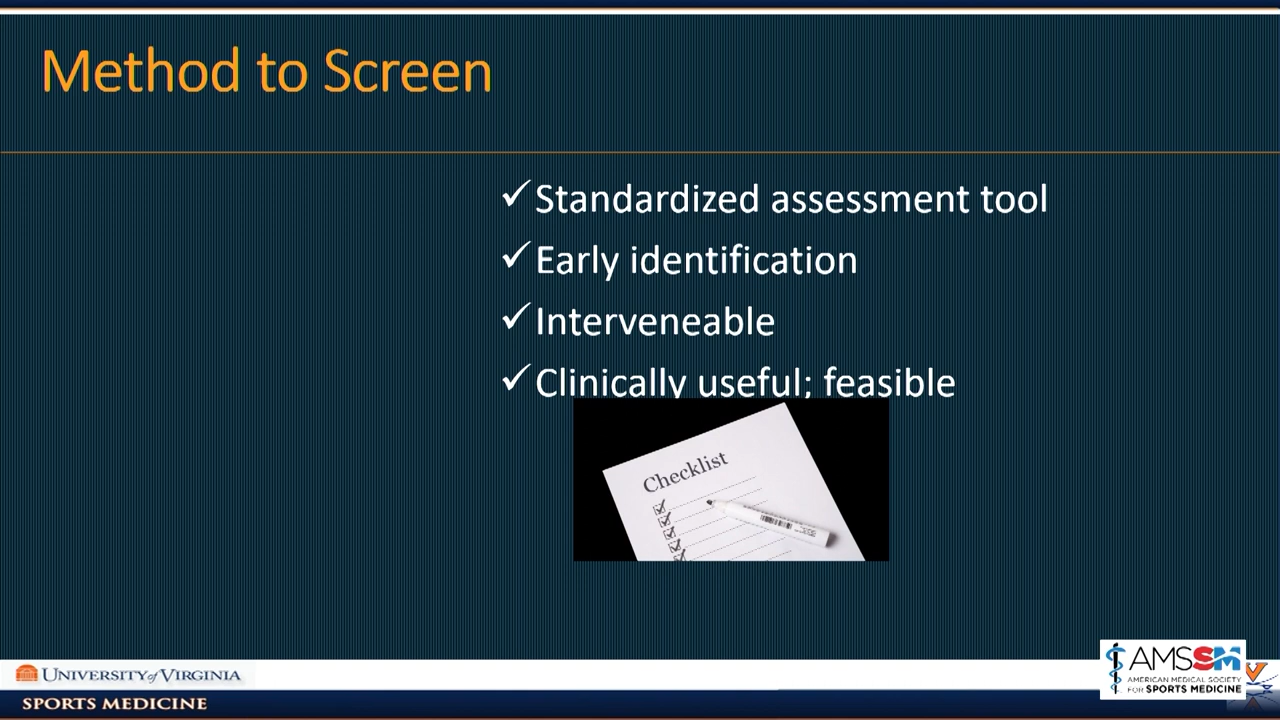 Method to Screen
✓Standardized assessment tool
✓Early identification
✓Interveneable
✓Clinically useful; feasible
Checklist
UNIVERSITY of VIRGINIA
SPORTS MEDICINE
AMSSM
AMERICAN MEDICAL SOCIETY
FOR SPORTS MEDICINE